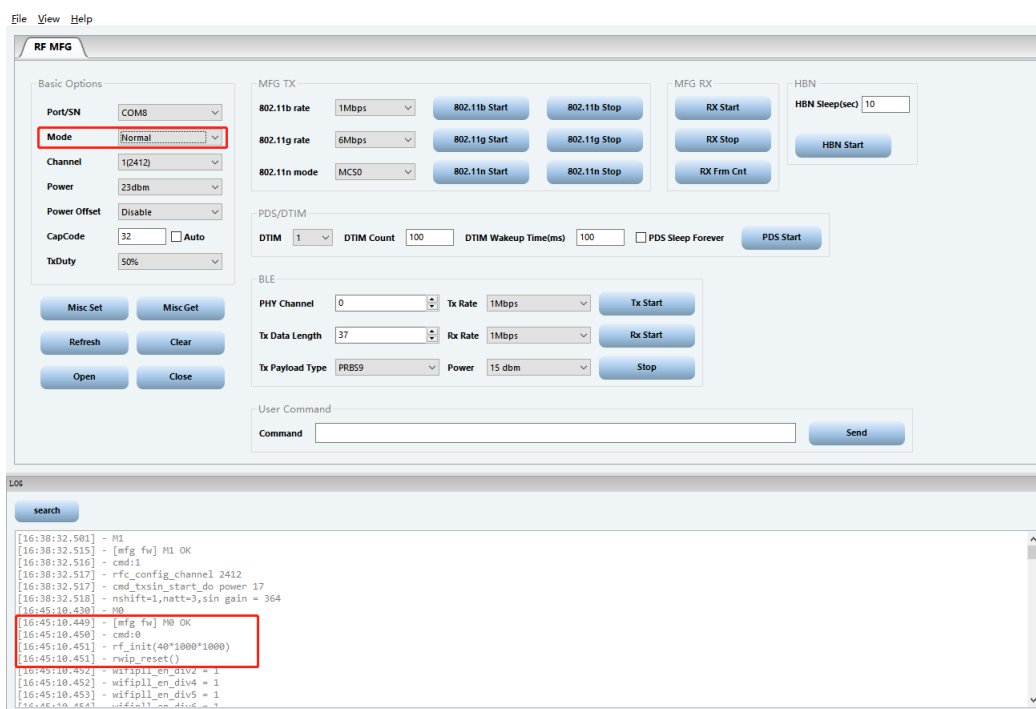 File View Help
RF MFG
Basic Options
Port/SN COM8
Mode Normal
Channel 1(2412)
Power 23dbm
Power Offset Disable
CapCode 32 Auto
TxDuty 50%
Misc Set Misc Get
Refresh Clear
Open Close
MFG TX
802.11b rate 1Mbps 802.11b Start 802.11b Stop
802.11g rate 6Mbps 802.11g Start 802.11g Stop
802.11n mode MCS0 802.11n Start 802.11n Stop
MFG RX
RX Start
RX Stop
RX Frm Cnt
HBN
HBN Sleep(sec) 10
HBN Start
PDS/DTIM
DTIM 1 DTIM Count 100 DTIM Wakeup Time(ms) 100 PDS Sleep Forever PDS Start
BLE
PHY Channel 0 Tx Rate 1Mbps Tx Start
Tx Data Length 37 Rx Rate 1Mbps Rx Start
Tx Payload Type PRBS9 Power 15 dbm Stop
User Command
Command Send
LOG
search
[16:38:32.501] - M1
[16:38:32.515] - [mfg fw] M1 OK
[16:38:32.516] - cmd:1
[16:38:32.517] - rfc_config_channel 2412
[16:38:32.517] - cmd_txsin_start_do power 17
[16:38:32.518] - nshift=1,natt=3,sin gain = 364
[16:45:10.430] - M0
[16:45:10.449] - [mfg fw] M0 OK
[16:45:10.450] - cmd:0
[16:45:10.451] - rf_init(40*1000*1000)
[16:45:10.451] - rwip_reset()
[16:45:10.452] - wifipll_en_div2 = 1
[16:45:10.452] - wifipll_en_div4 = 1
[16:45:10.453] - wifipll_en_div5 = 1
[16:45:10.454] - wifipll_en_div6 = 1